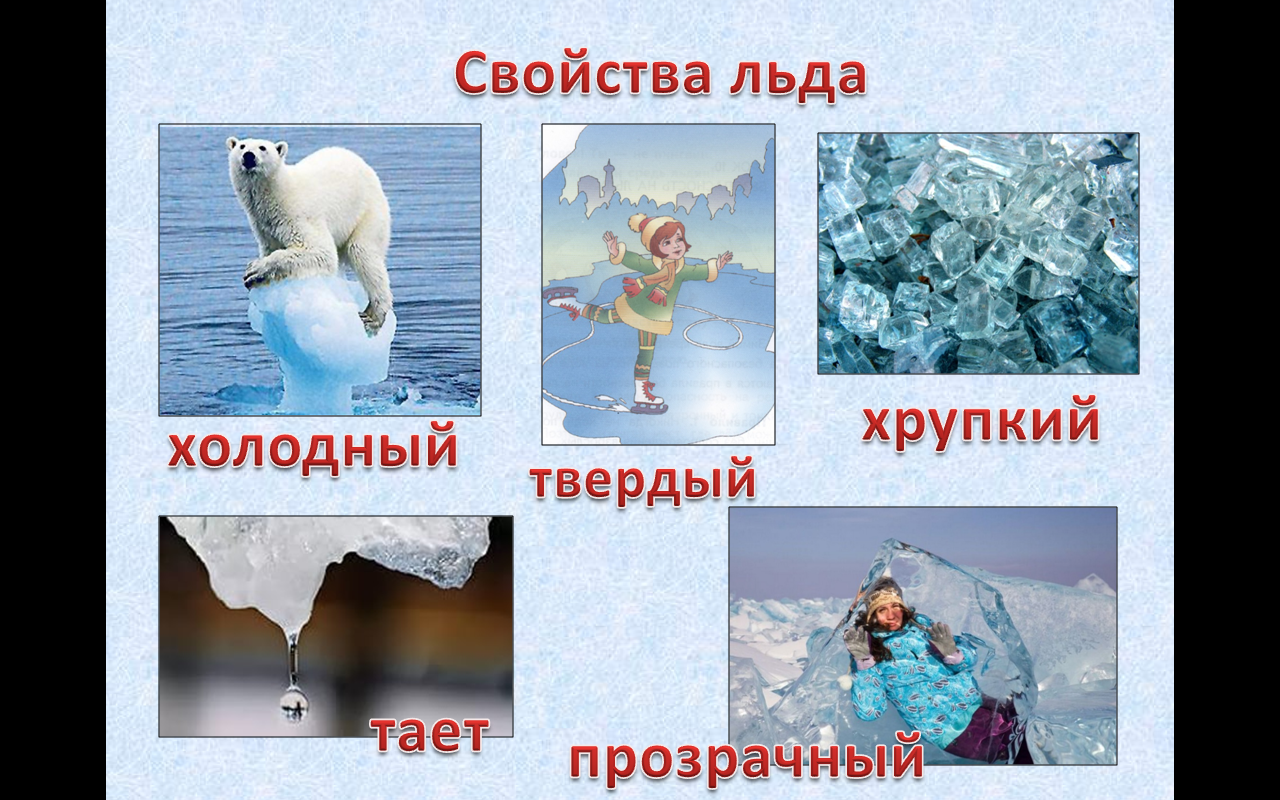 Свойства льда
холодный
твердый
хрупкий
тает
прозрачный